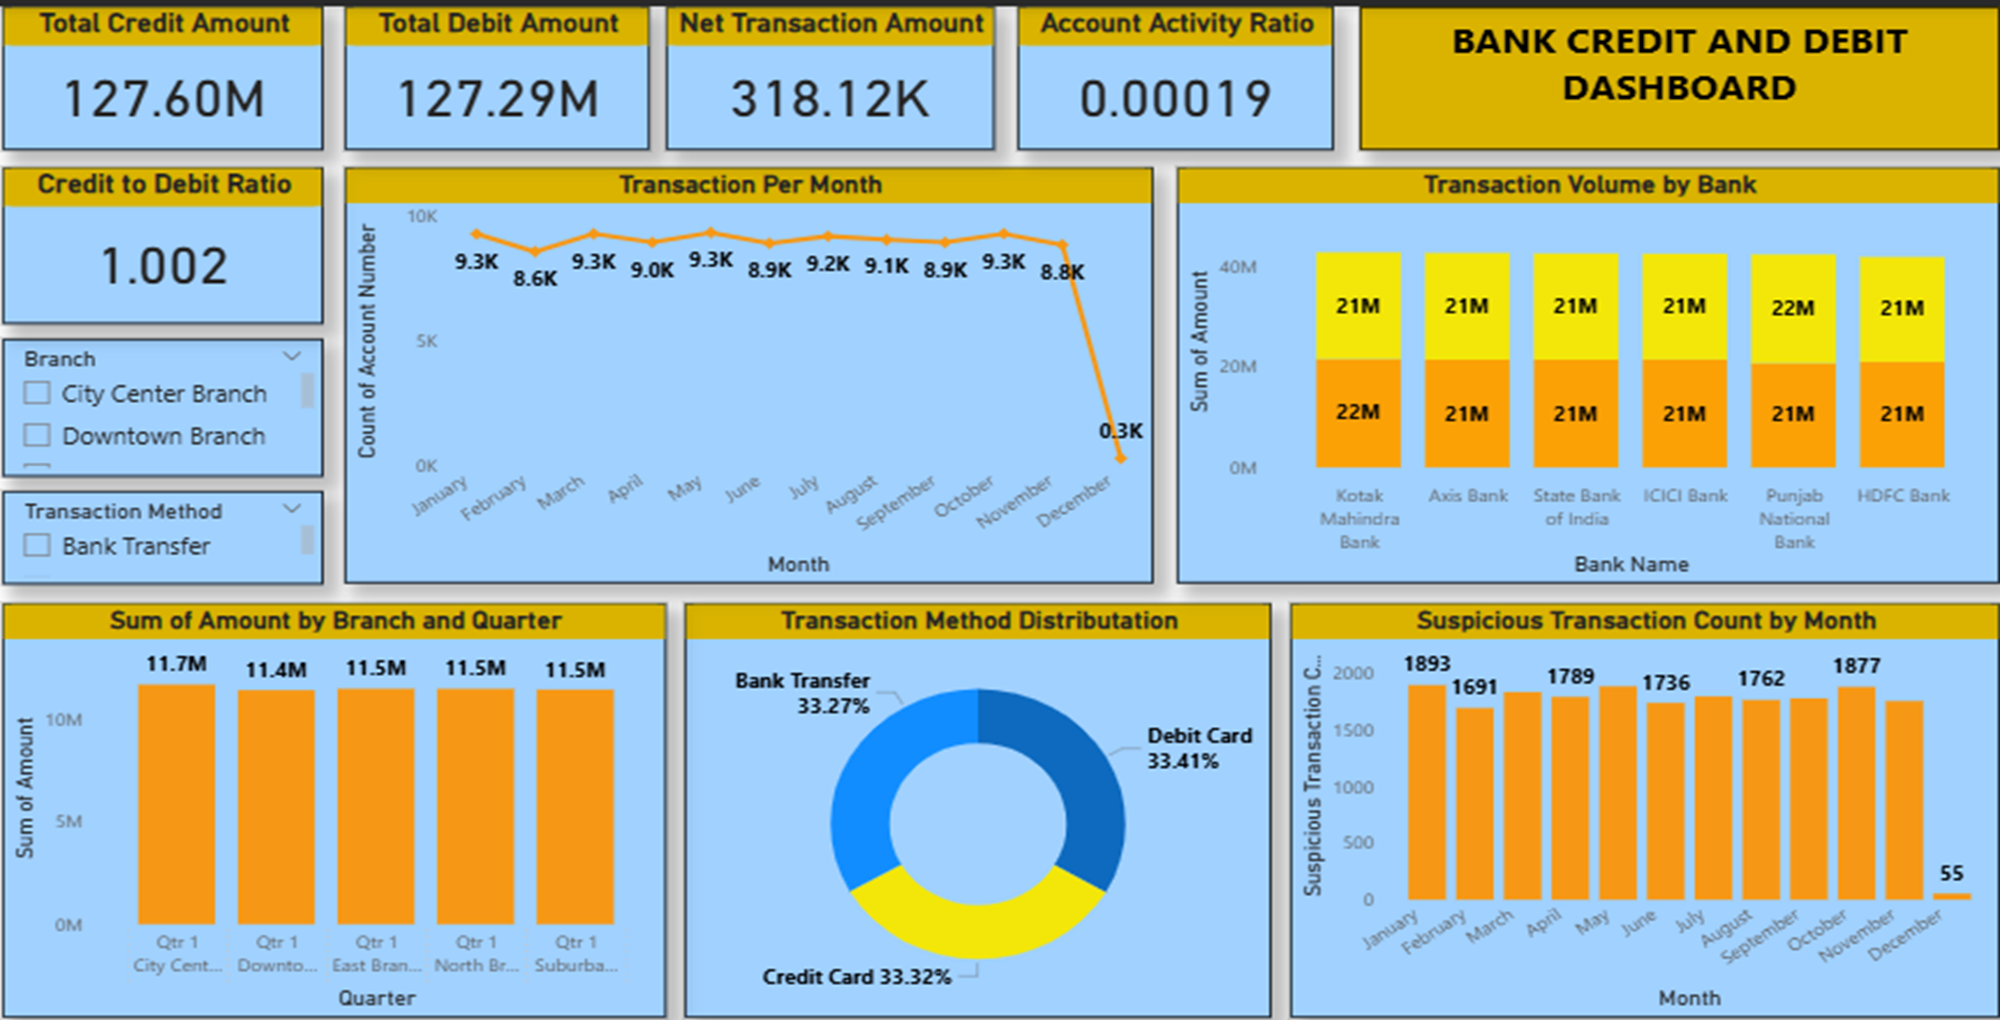 Total Credit Amount
127.60M
Total Debit Amount
127.29M
Net Transaction Amount
318.12K
Account Activity Ratio
0.00019
BANK CREDIT AND DEBIT
DASHBOARD
Credit to Debit Ratio
1.002
Branch
City Center Branch
Downtown Branch
Transaction Method
Bank Transfer
Transaction Per Month
Count of Account Number
10K
5K
0K
9.3K
8.6K
9.3K
9.0K
9.3K
8.9K
9.2K
9.1K
8.9K
9.3K
8.8K
0.3K
January
February
March
April
May
June
July
August
September
October
November
December
Month
Transaction Volume by Bank
Sum of Amount
40M
20M
0M
21M
21M
21M
21M
22M
21M
22M
21M
21M
21M
21M
21M
Kotak
Mahindra
Bank
Axis Bank
State Bank
of India
ICICI Bank
Punjab
National
Bank
HDFC Bank
Bank Name
Sum of Amount by Branch and Quarter
Sum of Amount
10M
5M
0M
11.7M
11.4M
11.5M
11.5M
11.5M
Qtr 1
City Cent...
Qtr 1
Downto...
Qtr 1
East Bran...
Qtr 1
North Br...
Qtr 1
Suburba...
Quarter
Transaction Method Distributation
Bank Transfer
33.27%
Debit Card
33.41%
Credit Card 33.32%
Suspicious Transaction Count by Month
Suspicious Transaction C...
2000
1500
1000
500
0
1893
1691
1789
1736
1762
1877
55
January
February
March
April
May
June
July
August
September
October
November
December
Month